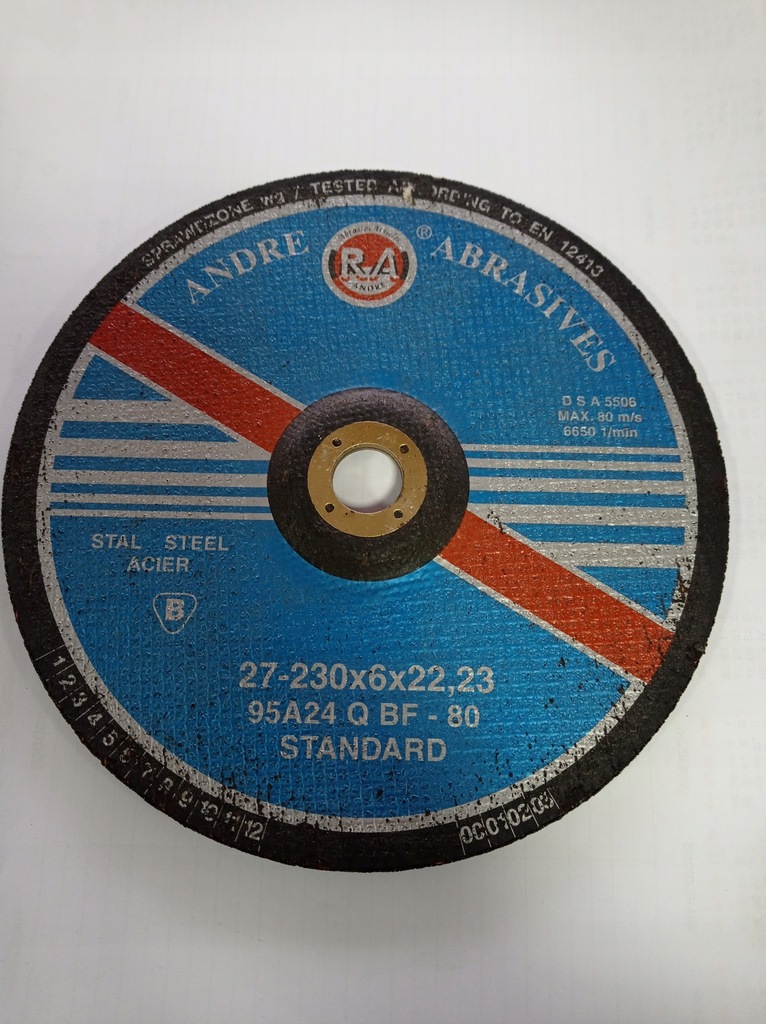 SPRAWDZONE WG / TESTED ACCORDING TO EN 12413
ANDRE ABRASIVES
®
RA
ANDRE
D S A 5506
MAX. 80 m/s
6650 1/min
STAL STEEL
ACIER
B
27-230x6x22,23
95A24 Q BF - 80
STANDARD
1 2 3 4 5 6 7 8 9 10 11 12
00 01 02 03